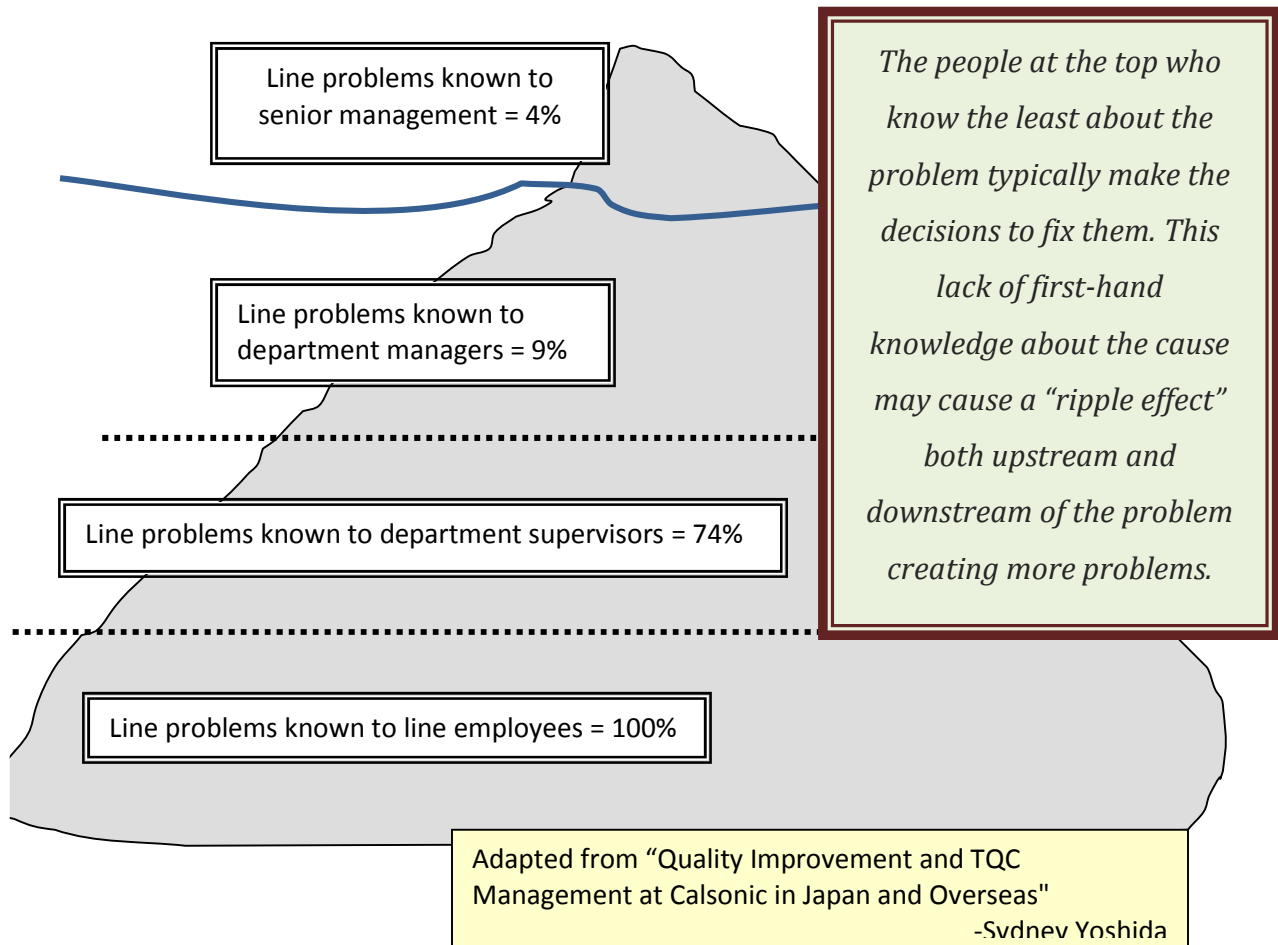 Line problems known to
senior management = 4%
The people at the top who
know the least about the
problem typically make the
decisions to fix them. This
lack of first-hand
knowledge about the cause
may cause a “ripple effect”
both upstream and
downstream of the problem
creating more problems.
Line problems known to
department managers = 9%
Line problems known to department supervisors = 74%
Line problems known to line employees = 100%
Adapted from “Quality Improvement and TQC
Management at Calsonic in Japan and Overseas"
-Sydney Yoshida